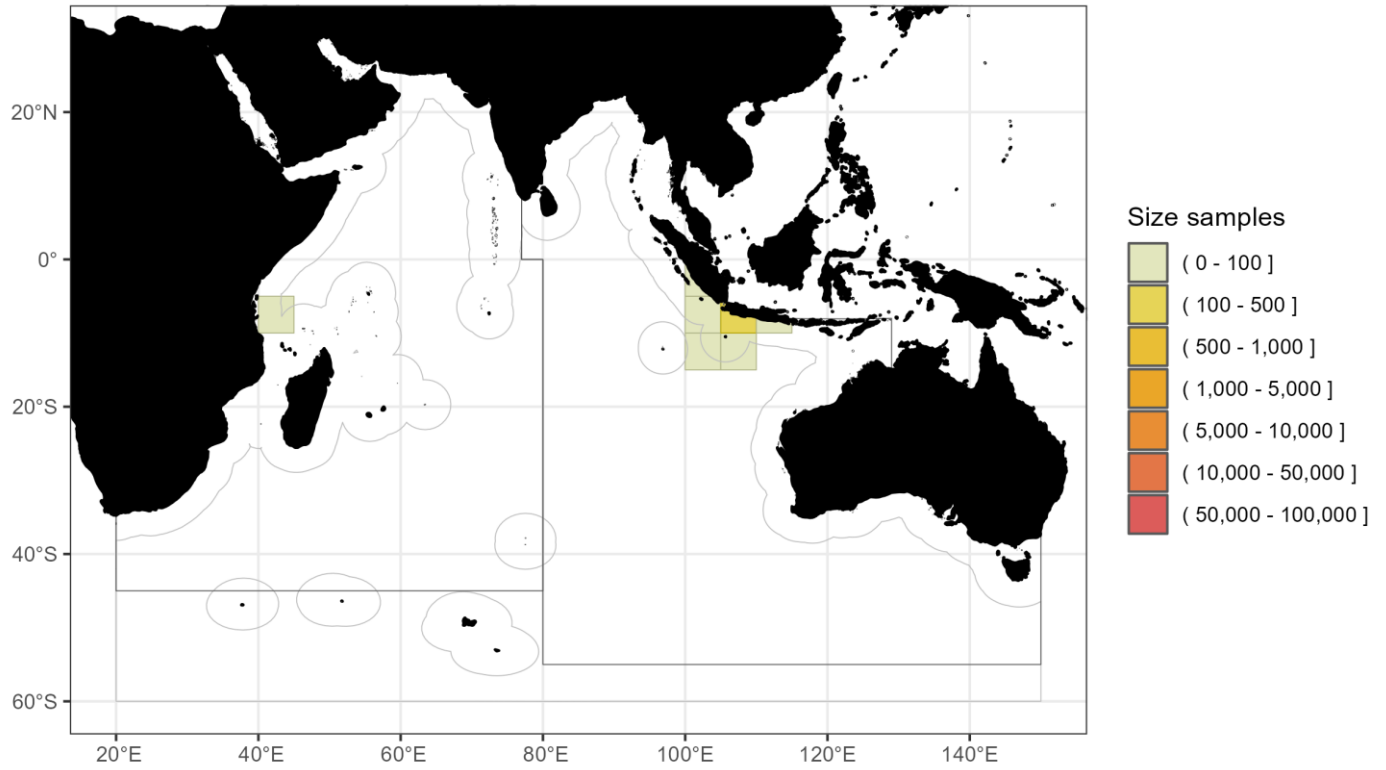 20°N
0°
20°S
40°S
60°S
20°E 40°E 60°E 80°E 100°E 120°E 140°E
Size samples
( 0 - 100 ]
( 100 - 500 ]
( 500 - 1,000 ]
( 1,000 - 5,000 ]
( 5,000 - 10,000 ]
( 10,000 - 50,000 ]
( 50,000 - 100,000 ]